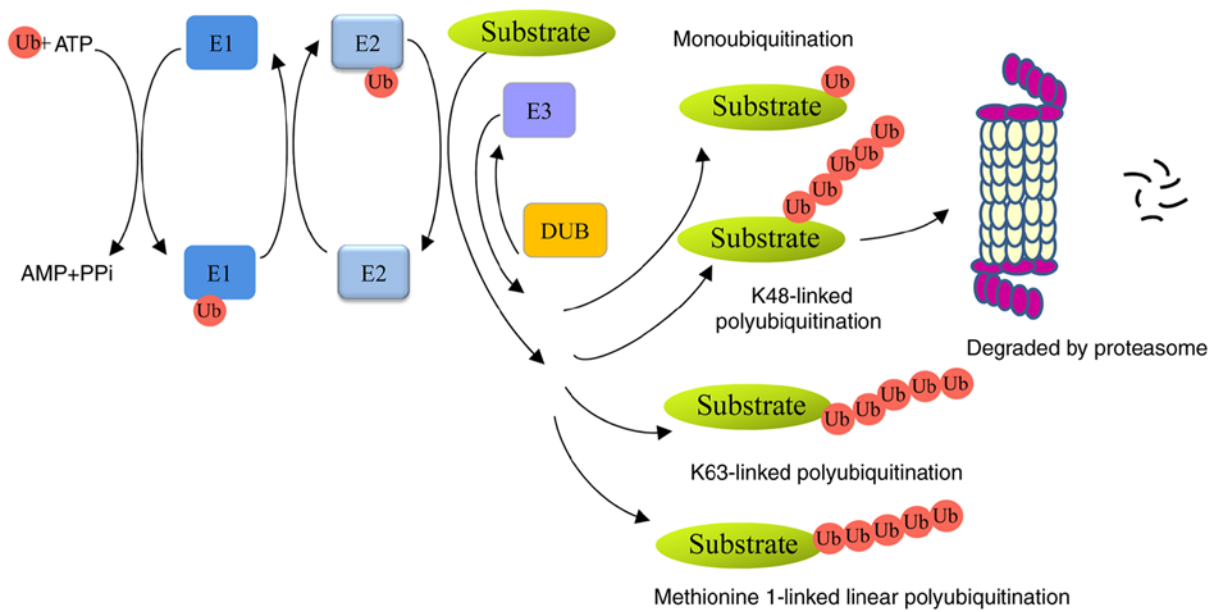 Ub+ ATP
E1
E2
Ub
Substrate
E3
DUB
AMP+PPi
E1
Ub
E2
Monoubiquitination
Substrate
Ub
Substrate
Ub
Ub
Ub
Ub
Ub
K48-linked
polyubiquitination
Degraded by proteasome
Substrate
Ub
Ub
Ub
Ub
Ub
K63-linked polyubiquitination
Substrate
Ub
Ub
Ub
Ub
Ub
Methionine 1-linked linear polyubiquitination